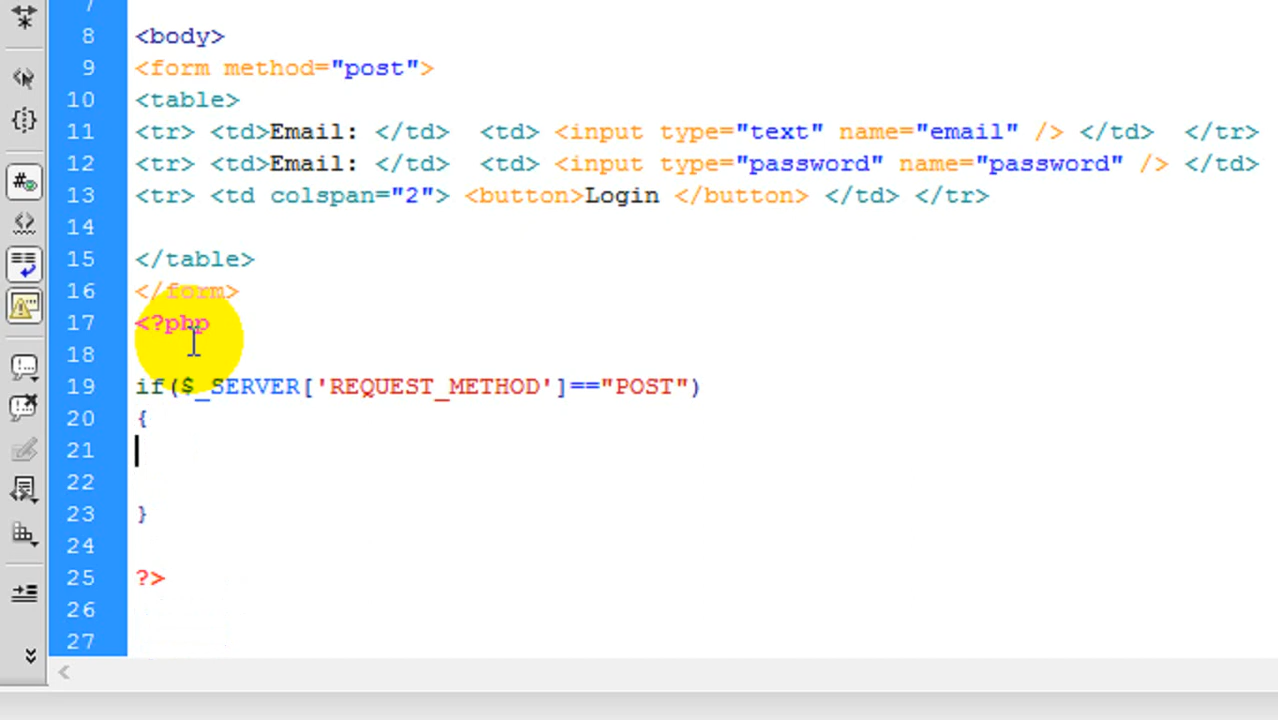 7
8 <body>
9 <form method="post">
10 <table>
11 <tr> <td>Email: </td>  <td> <input type="text" name="email" /> </td>  </tr>
12 <tr> <td>Email: </td>  <td> <input type="password" name="password" /> </td>
13 <tr> <td colspan="2"> <button>Login </button> </td> </tr>
14
15 </table>
16 </form>
17 <?php
18
19 if($_SERVER['REQUEST_METHOD']=="POST")
20 {
21
22
23 }
24
25 ?>
26
27